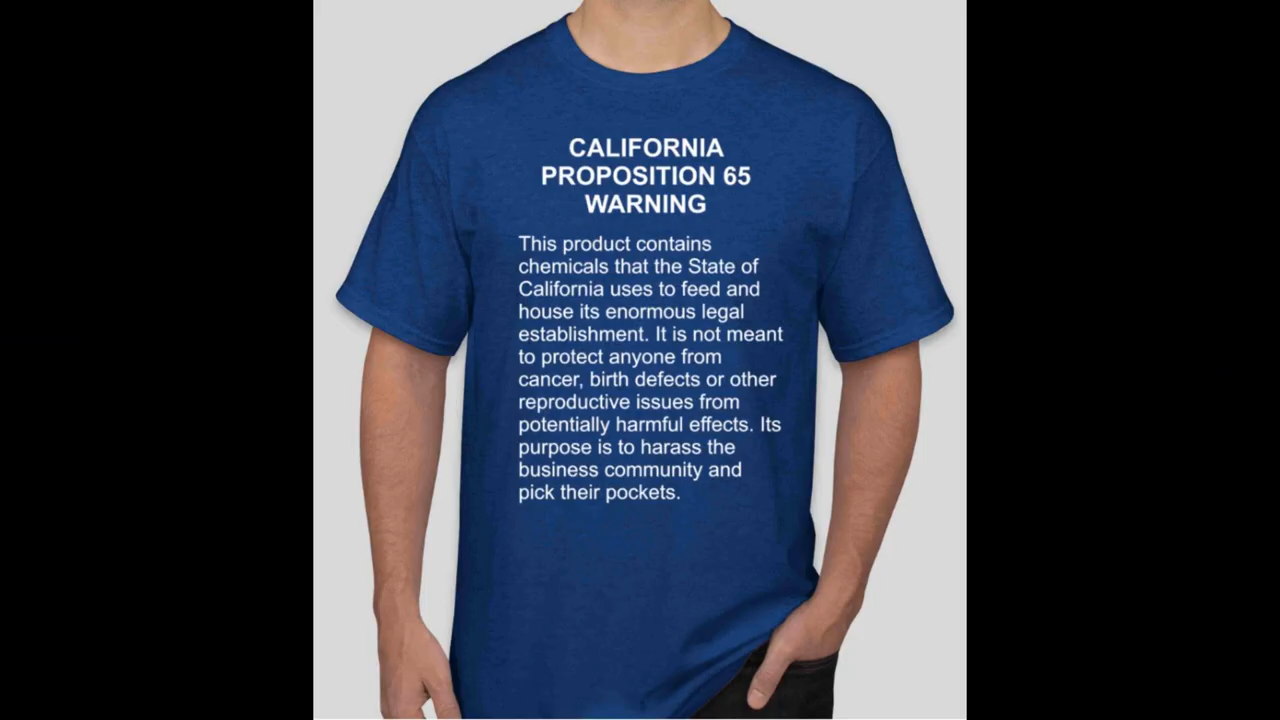 CALIFORNIA
PROPOSITION 65
WARNING
This product contains
chemicals that the State of
California uses to feed and
house its enormous legal
establishment. It is not meant
to protect anyone from
cancer, birth defects or other
reproductive issues from
potentially harmful effects. Its
purpose is to harass the
business community and
pick their pockets.